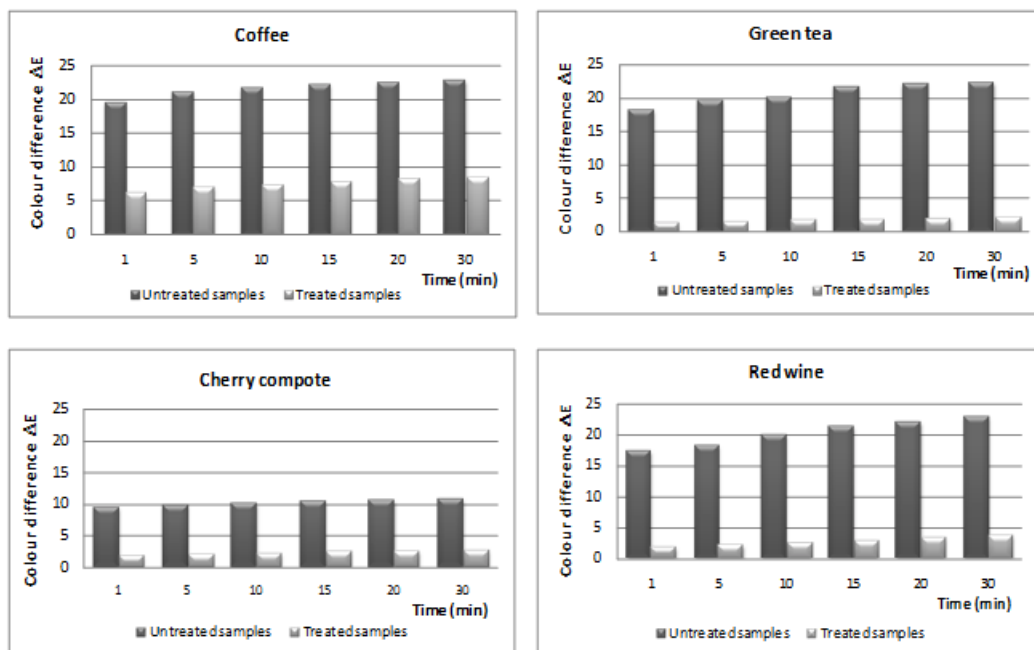 Coffee
Colour difference ΔE
25
20
15
10
5
0
1 5 10 15 20 30
Time (min)
Untreated samples Treated samples
Green tea
Colour difference ΔE
25
20
15
10
5
0
1 5 10 15 20 30
Time (min)
Untreated samples Treated samples
Cherry compote
Colour difference ΔE
25
20
15
10
5
0
1 5 10 15 20 30
Time (min)
Untreated samples Treated samples
Red wine
Colour difference ΔE
25
20
15
10
5
0
1 5 10 15 20 30
Time (min)
Untreated samples Treated samples